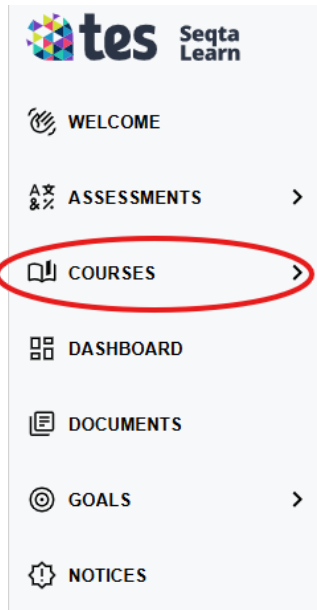 tes Seqta
Learn
WELCOME
ASSESSMENTS
COURSES
DASHBOARD
DOCUMENTS
GOALS
NOTICES